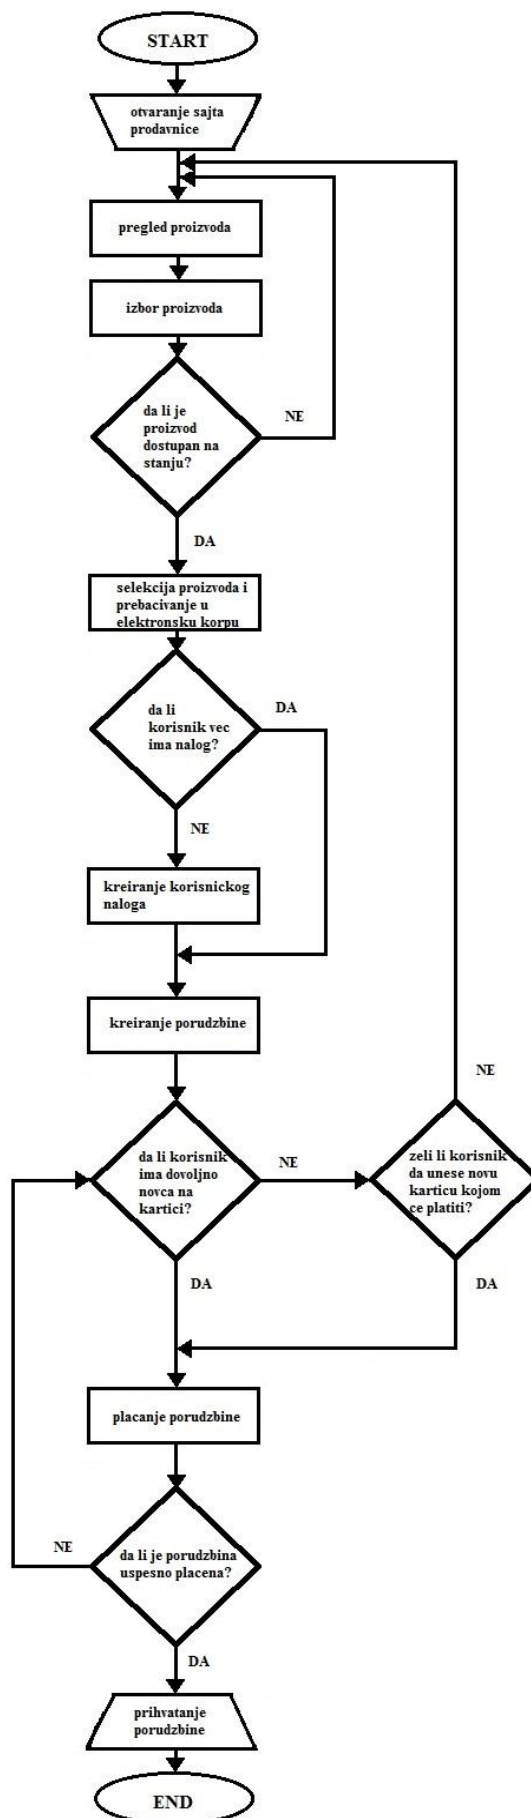 START
otvaranje sajta
prodavnice
pregled proizvoda
izbor proizvoda
da li je
proizvod
dostupan na
stanju?
NE
DA
selekcija proizvoda i
prebacivanje u
elektronsku korpu
da li
korisnik vec
ima nalog?
DA
NE
kreiranje korisnickog
naloga
kreiranje porudzbine
da li korisnik
ima dovoljno
novca na
kartici?
NE
zeli li korisnik
da unese novu
karticu kojom
ce platiti?
NE
DA
DA
placanje porudzbine
da li je porudzbina
uspesno placena?
NE
DA
prihvatanje
porudzbine
END